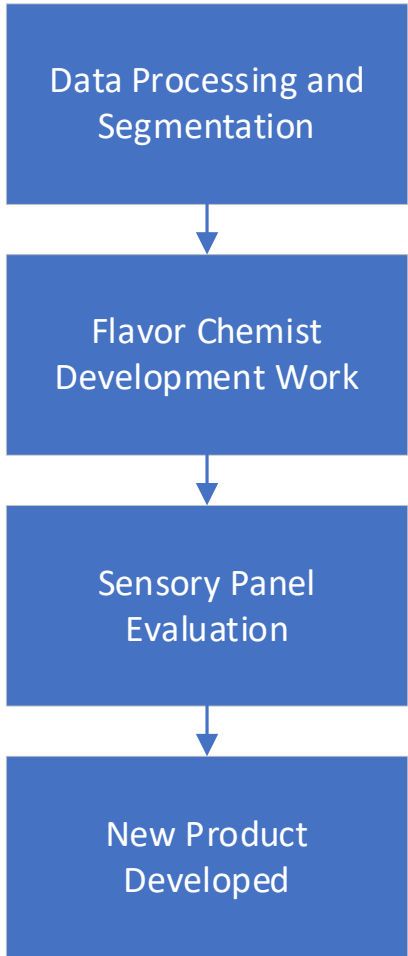 Data Processing and
Segmentation
Flavor Chemist
Development Work
Sensory Panel
Evaluation
New Product
Developed